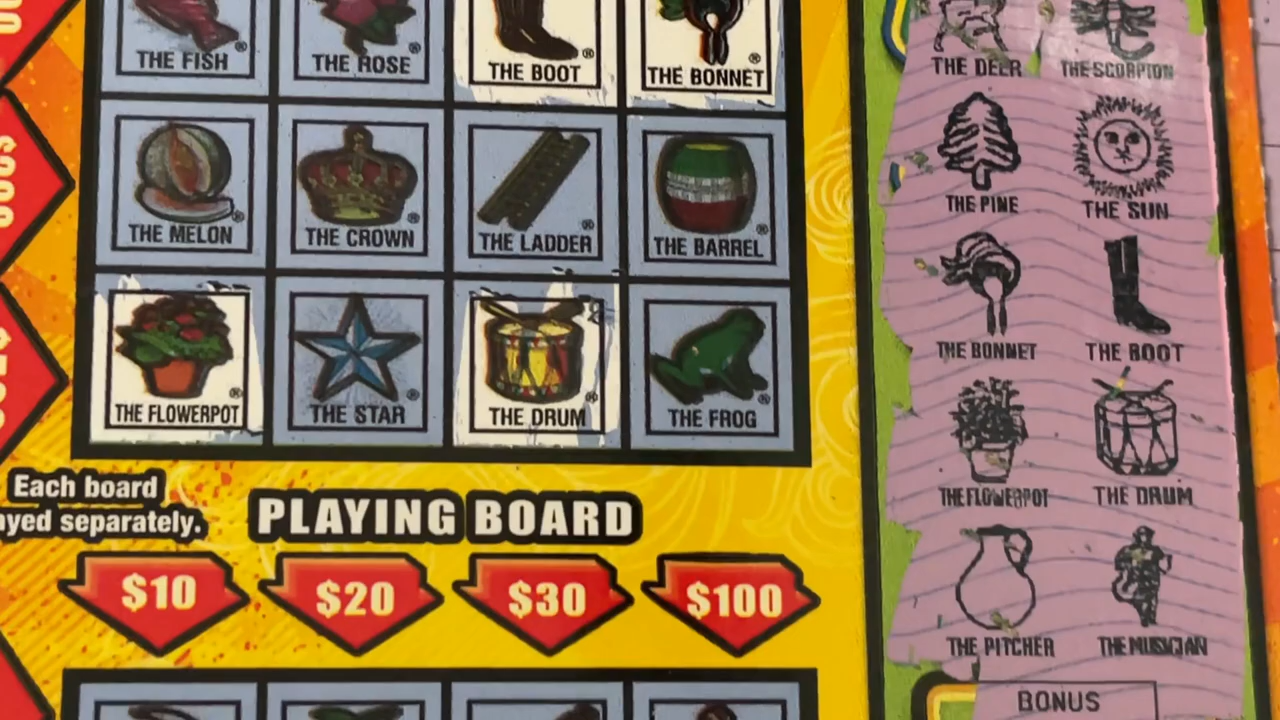 THE FISH®
THE ROSE®
THE BOOT®
THE BONNET®
THE MELON®
THE CROWN®
THE LADDER®
THE BARREL®
THE FLOWERPOT®
THE STAR®
THE DRUM®
THE FROG®
Each board
ayed separately.
PLAYING BOARD
$10
$20
$30
$100
THE DEER
THE SCORPION
THE PINE
THE SUN
THE BONNET
THE BOOT
THE FLOWERPOT
THE DRUM
THE PITCHER
THE MUSICIAN
BONUS